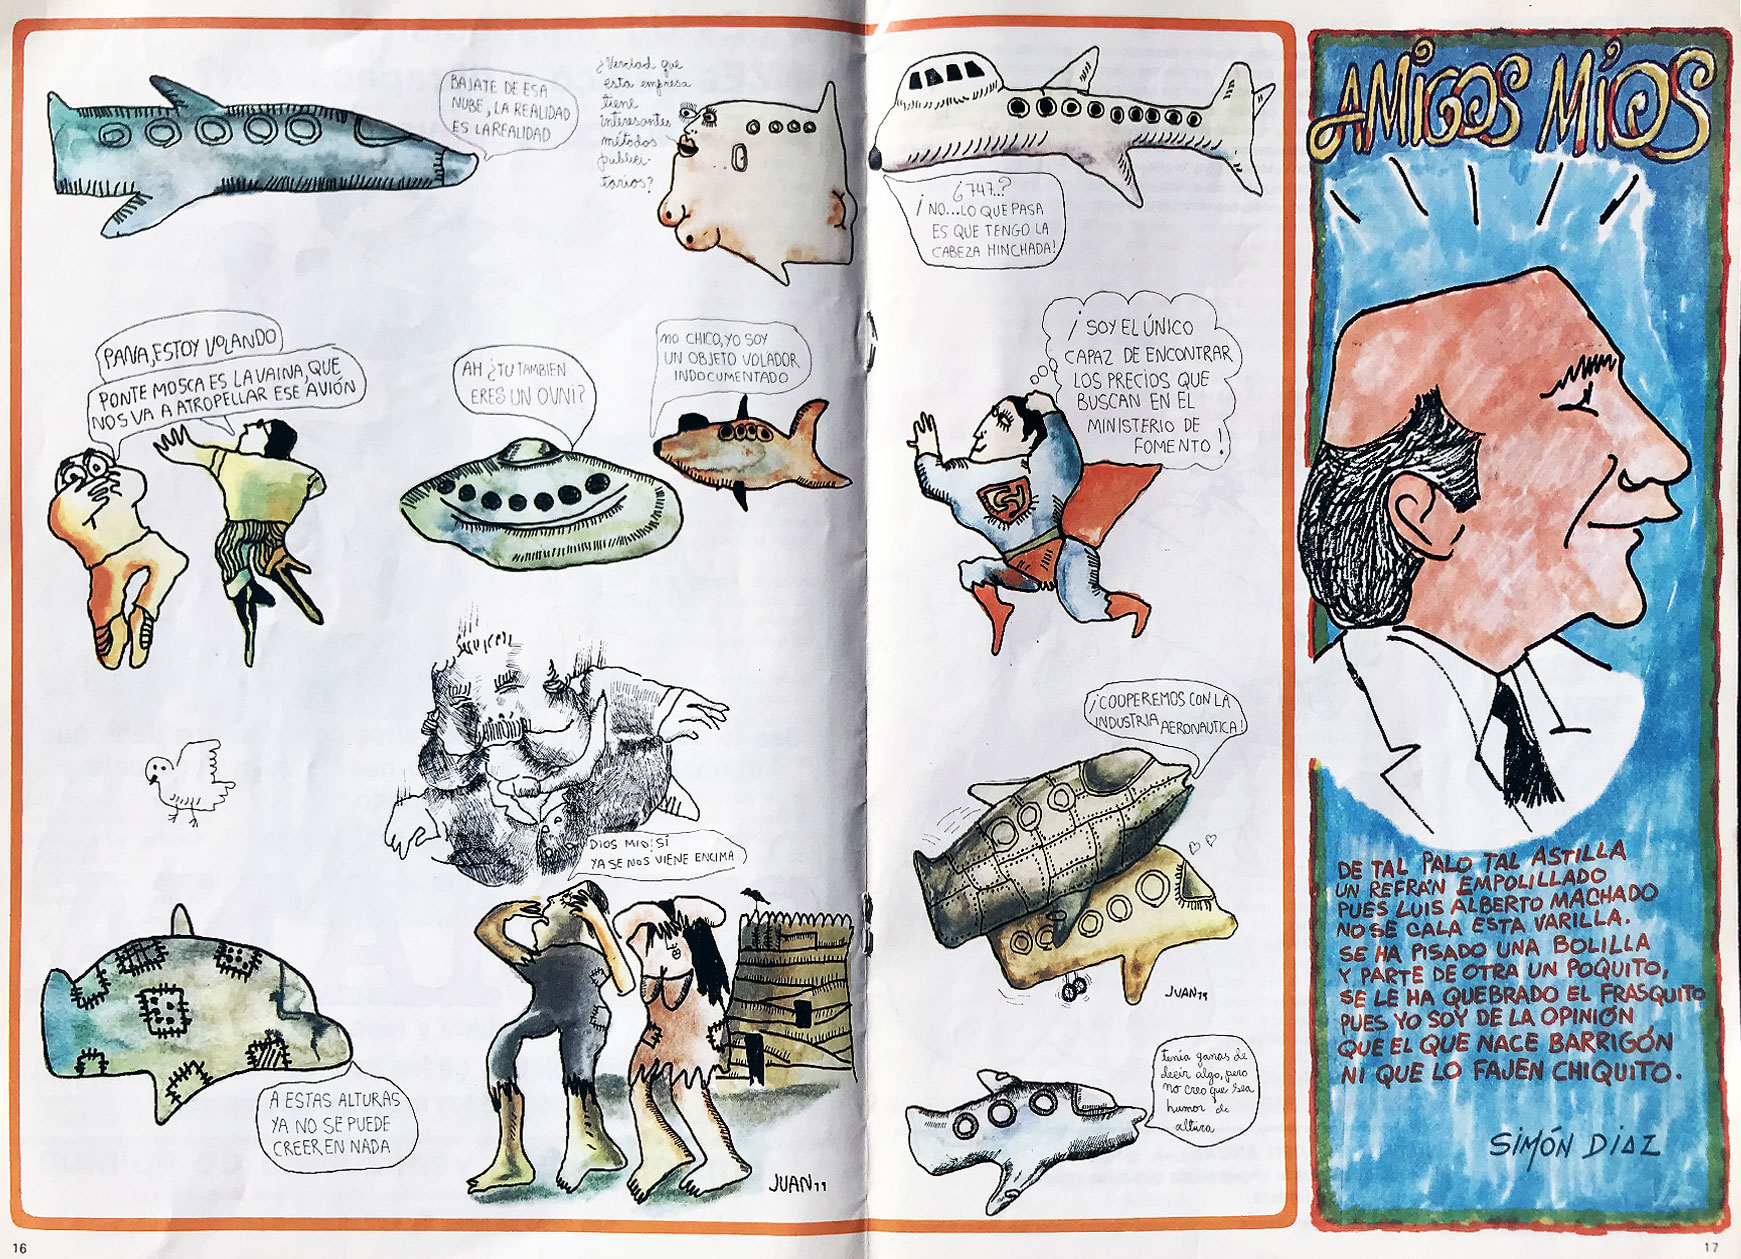 BAJATE DE ESA
NUBE, LA REALIDAD
ES LA REALIDAD
¿Verdad que
esta empresa
tiene
interesantes
métodos
publici-
tarios?
¿747..?
¡NO...LO QUE PASA
ES QUE TENGO LA
CABEZA HINCHADA!
PANA, ESTOY VOLANDO
PONTE MOSCA ES LA VAINA, QUE
NOS VA A ATROPELLAR ESE AVIÓN
AH ¿TU TAMBIEN
ERES UN OVNI?
NO CHICO, YO SOY
UN OBJETO VOLADOR
INDOCUMENTADO
¡SOY EL ÚNICO
CAPAZ DE ENCONTRAR
LOS PRECIOS QUE
BUSCAN EN EL
MINISTERIO DE
FOMENTO!
S
DIOS MIO! SI
YA SE NOS VIENE ENCIMA
¡COOPEREMOS CON LA
INDUSTRIA AERONAUTICA!
JUAN 79
A ESTAS ALTURAS
YA NO SE PUEDE
CREER EN NADA
JUAN 79
tenía ganas de
decir algo, pero
no creo que sea
humor de
altura
AMIGOS MÍOS
DE TAL PALO TAL ASTILLA
UN REFRÁN EMPOLILLADO
PUES LUIS ALBERTO MACHADO
NO SE CALA ESTA VARILLA.
SE HA PISADO UNA BOLILLA
Y PARTE DE OTRA UN POQUITO,
SE LE HA QUEBRADO EL FRASQUITO
PUES YO SOY DE LA OPINIÓN
QUE EL QUE NACE BARRIGÓN
NI QUE LO FAJEN CHIQUITO.
SIMÓN DIAZ
16
17